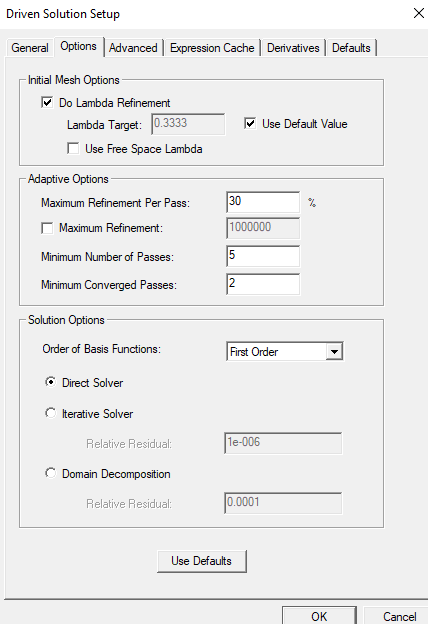 Driven Solution Setup
General Options Advanced Expression Cache Derivatives Defaults
Initial Mesh Options
Do Lambda Refinement
Lambda Target: 0.3333 Use Default Value
Use Free Space Lambda
Adaptive Options
Maximum Refinement Per Pass: 30 %
Maximum Refinement: 1000000
Minimum Number of Passes: 5
Minimum Converged Passes: 2
Solution Options
Order of Basis Functions: First Order
Direct Solver
Iterative Solver
Relative Residual: 1e-006
Domain Decomposition
Relative Residual: 0.0001
Use Defaults
OK Cancel